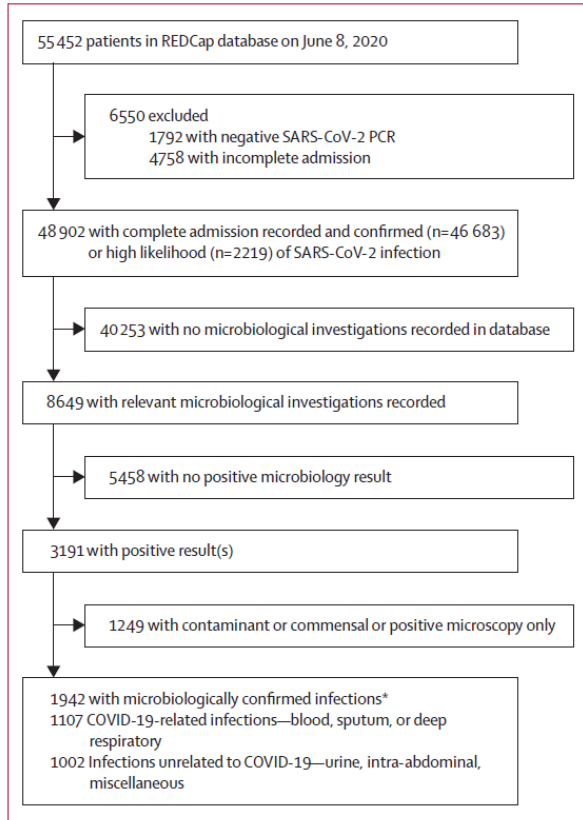 55 452 patients in REDCap database on June 8, 2020
6550 excluded
1792 with negative SARS-CoV-2 PCR
4758 with incomplete admission
48 902 with complete admission recorded and confirmed (n=46 683)
or high likelihood (n=2219) of SARS-CoV-2 infection
40 253 with no microbiological investigations recorded in database
8649 with relevant microbiological investigations recorded
5458 with no positive microbiology result
3191 with positive result(s)
1249 with contaminant or commensal or positive microscopy only
1942 with microbiologically confirmed infections*
1107 COVID-19-related infections—blood, sputum, or deep
respiratory
1002 Infections unrelated to COVID-19—urine, intra-abdominal,
miscellaneous